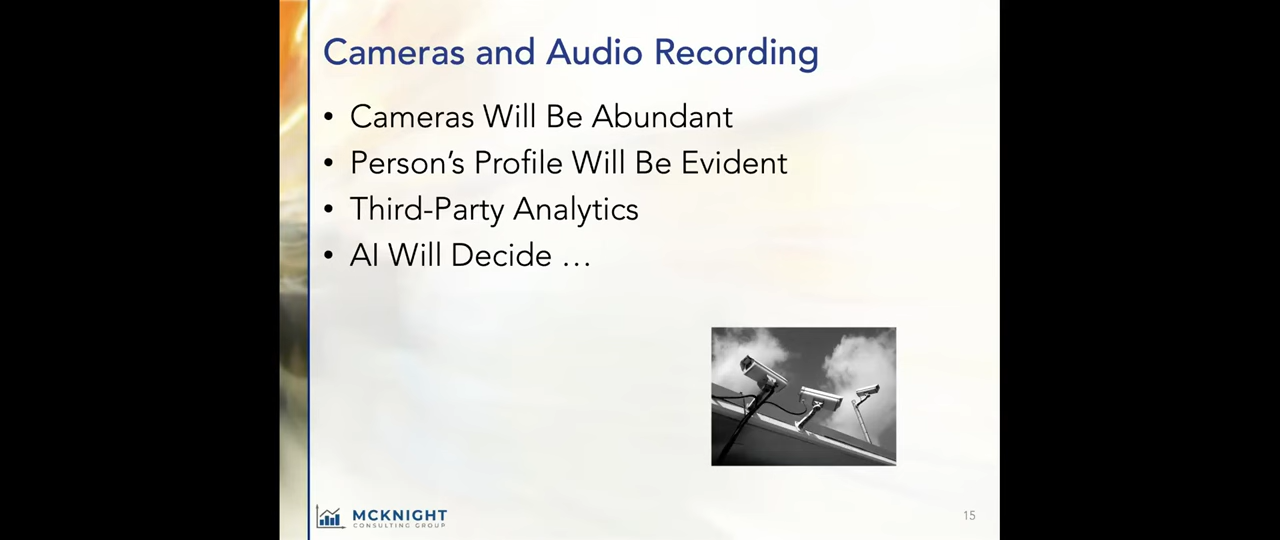 Cameras and Audio Recording
• Cameras Will Be Abundant
• Person’s Profile Will Be Evident
• Third-Party Analytics
• AI Will Decide …
MCKNIGHT
CONSULTING GROUP
15